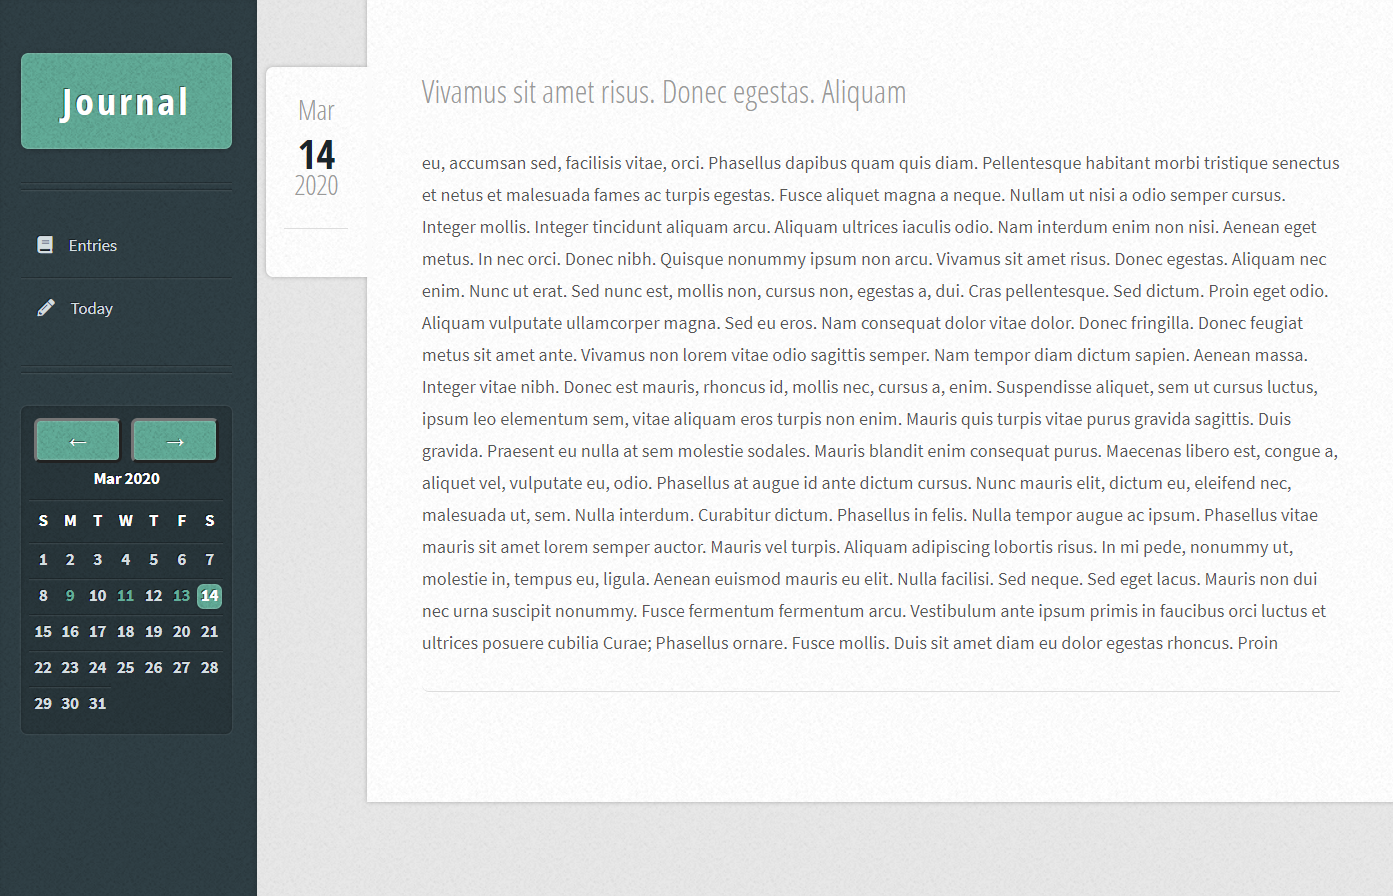 Journal
Entries
Today
← →
Mar 2020
S M T W T F S
1 2 3 4 5 6 7
8 9 10 11 12 13 14
15 16 17 18 19 20 21
22 23 24 25 26 27 28
29 30 31
Mar
14
2020
Vivamus sit amet risus. Donec egestas. Aliquam
eu, accumsan sed, facilisis vitae, orci. Phasellus dapibus quam quis diam. Pellentesque habitant morbi tristique senectus
et netus et malesuada fames ac turpis egestas. Fusce aliquet magna a neque. Nullam ut nisi a odio semper cursus.
Integer mollis. Integer tincidunt aliquam arcu. Aliquam ultrices iaculis odio. Nam interdum enim non nisi. Aenean eget
metus. In nec orci. Donec nibh. Quisque nonummy ipsum non arcu. Vivamus sit amet risus. Donec egestas. Aliquam nec
enim. Nunc ut erat. Sed nunc est, mollis non, cursus non, egestas a, dui. Cras pellentesque. Sed dictum. Proin eget odio.
Aliquam vulputate ullamcorper magna. Sed eu eros. Nam consequat dolor vitae dolor. Donec fringilla. Donec feugiat
metus sit amet ante. Vivamus non lorem vitae odio sagittis semper. Nam tempor diam dictum sapien. Aenean massa.
Integer vitae nibh. Donec est mauris, rhoncus id, mollis nec, cursus a, enim. Suspendisse aliquet, sem ut cursus luctus,
ipsum leo elementum sem, vitae aliquam eros turpis non enim. Mauris quis turpis vitae purus gravida sagittis. Duis
gravida. Praesent eu nulla at sem molestie sodales. Mauris blandit enim consequat purus. Maecenas libero est, congue a,
aliquet vel, vulputate eu, odio. Phasellus at augue id ante dictum cursus. Nunc mauris elit, dictum eu, eleifend nec,
malesuada ut, sem. Nulla interdum. Curabitur dictum. Phasellus in felis. Nulla tempor augue ac ipsum. Phasellus vitae
mauris sit amet lorem semper auctor. Mauris vel turpis. Aliquam adipiscing lobortis risus. In mi pede, nonummy ut,
molestie in, tempus eu, ligula. Aenean euismod mauris eu elit. Nulla facilisi. Sed neque. Sed eget lacus. Mauris non dui
nec urna suscipit nonummy. Fusce fermentum fermentum arcu. Vestibulum ante ipsum primis in faucibus orci luctus et
ultrices posuere cubilia Curae; Phasellus ornare. Fusce mollis. Duis sit amet diam eu dolor egestas rhoncus. Proin